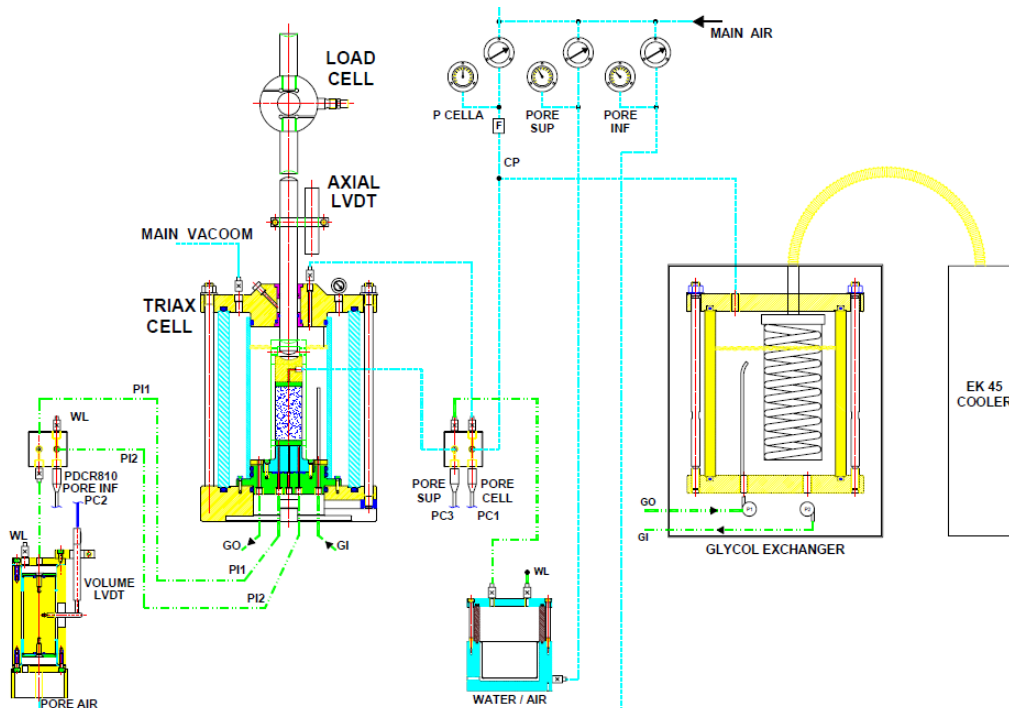 MAIN AIR
LOAD
CELL
P CELLA
PORE
SUP
PORE
INF
F
CP
AXIAL
LVDT
MAIN VACOOM
TRIAX
CELL
EK 45
COOLER
PI1
WL
PI2
PDCR810
PORE INF
PC2
PORE
SUP
PC3
PORE
CELL
PC1
GO
GI
P1
P2
GLYCOL EXCHANGER
GO
GI
PI1
PI2
WL
VOLUME
LVDT
WL
PORE AIR
WATER / AIR